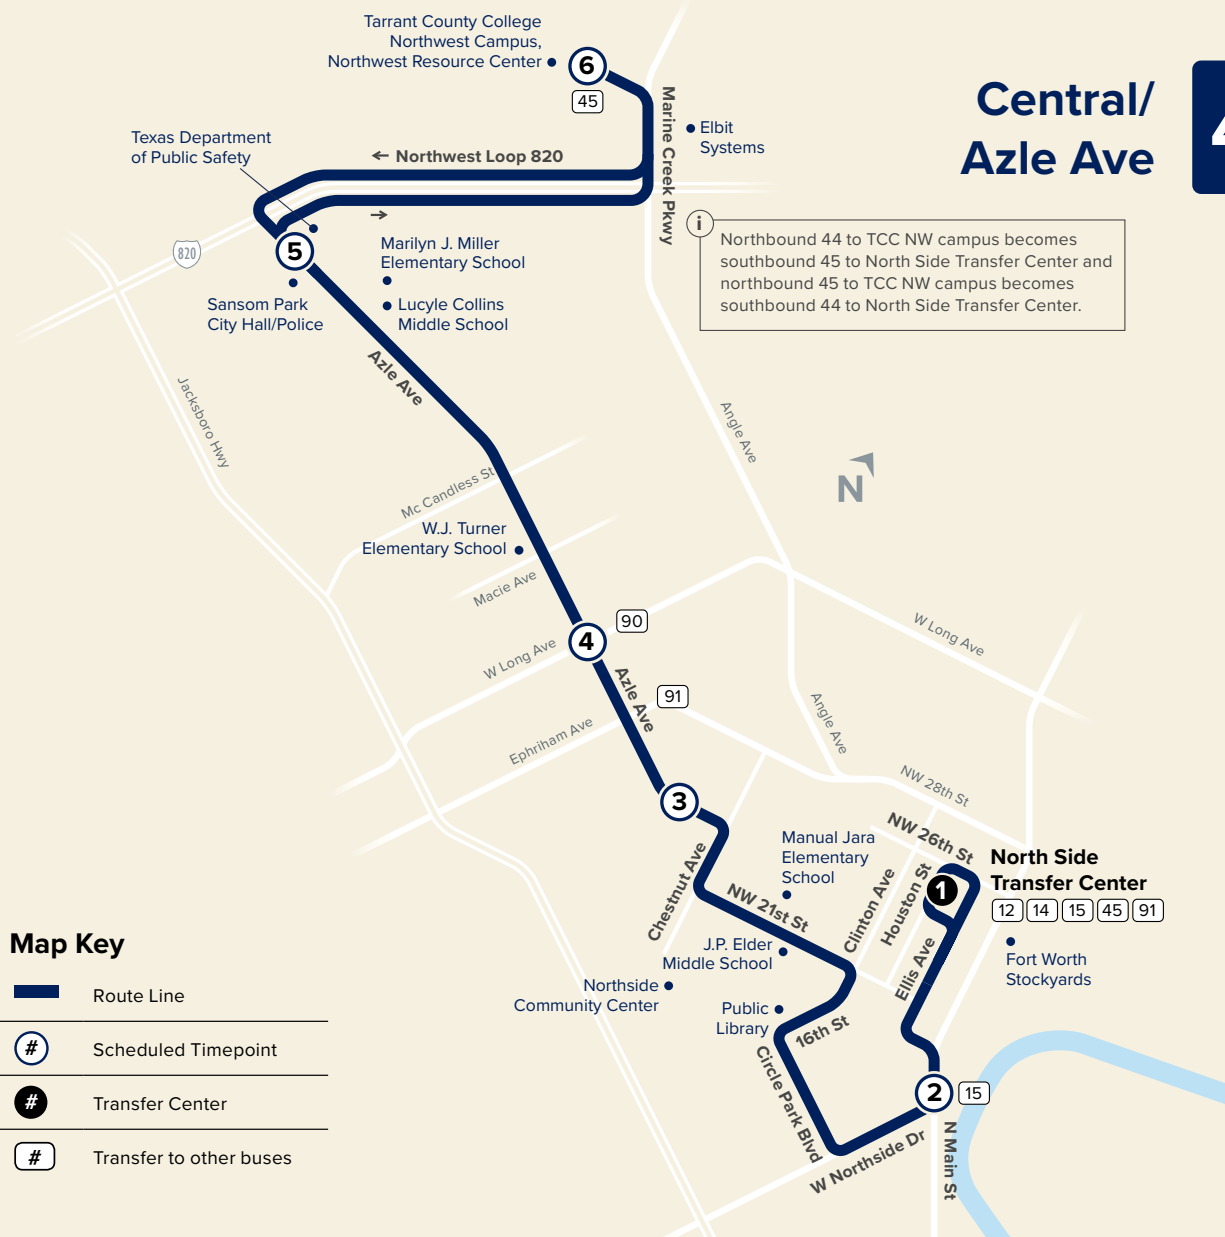 Tarrant County College
Northwest Campus,
Northwest Resource Center
6
45
Central/
Azle Ave
Marine Creek Pkwy
Elbit
Systems
Texas Department
of Public Safety
← Northwest Loop 820
→
820
5
Marilyn J. Miller
Elementary School
Sansom Park
City Hall/Police
Lucyle Collins
Middle School
i
Northbound 44 to TCC NW campus becomes
southbound 45 to North Side Transfer Center and
northbound 45 to TCC NW campus becomes
southbound 44 to North Side Transfer Center.
Azle Ave
Jacksboro Hwy
Angle Ave
N
Mc Candless St
W.J. Turner
Elementary School
Macie Ave
90
4
W Long Ave
W Long Ave
Azle Ave
91
Angle Ave
Ephriham Ave
3
NW 28th St
NW 26th St
Manual Jara
Elementary
School
Chestnut Ave
NW 21st St
Clinton Ave
Houston St
1
North Side
Transfer Center
12 14 15 45 91
Fort Worth
Stockyards
J.P. Elder
Middle School
Northside
Community Center
Ellis Ave
Public
Library
16th St
Circle Park Blvd
2
15
W Northside Dr
N Main St
Map Key
Route Line
# Scheduled Timepoint
# Transfer Center
# Transfer to other buses